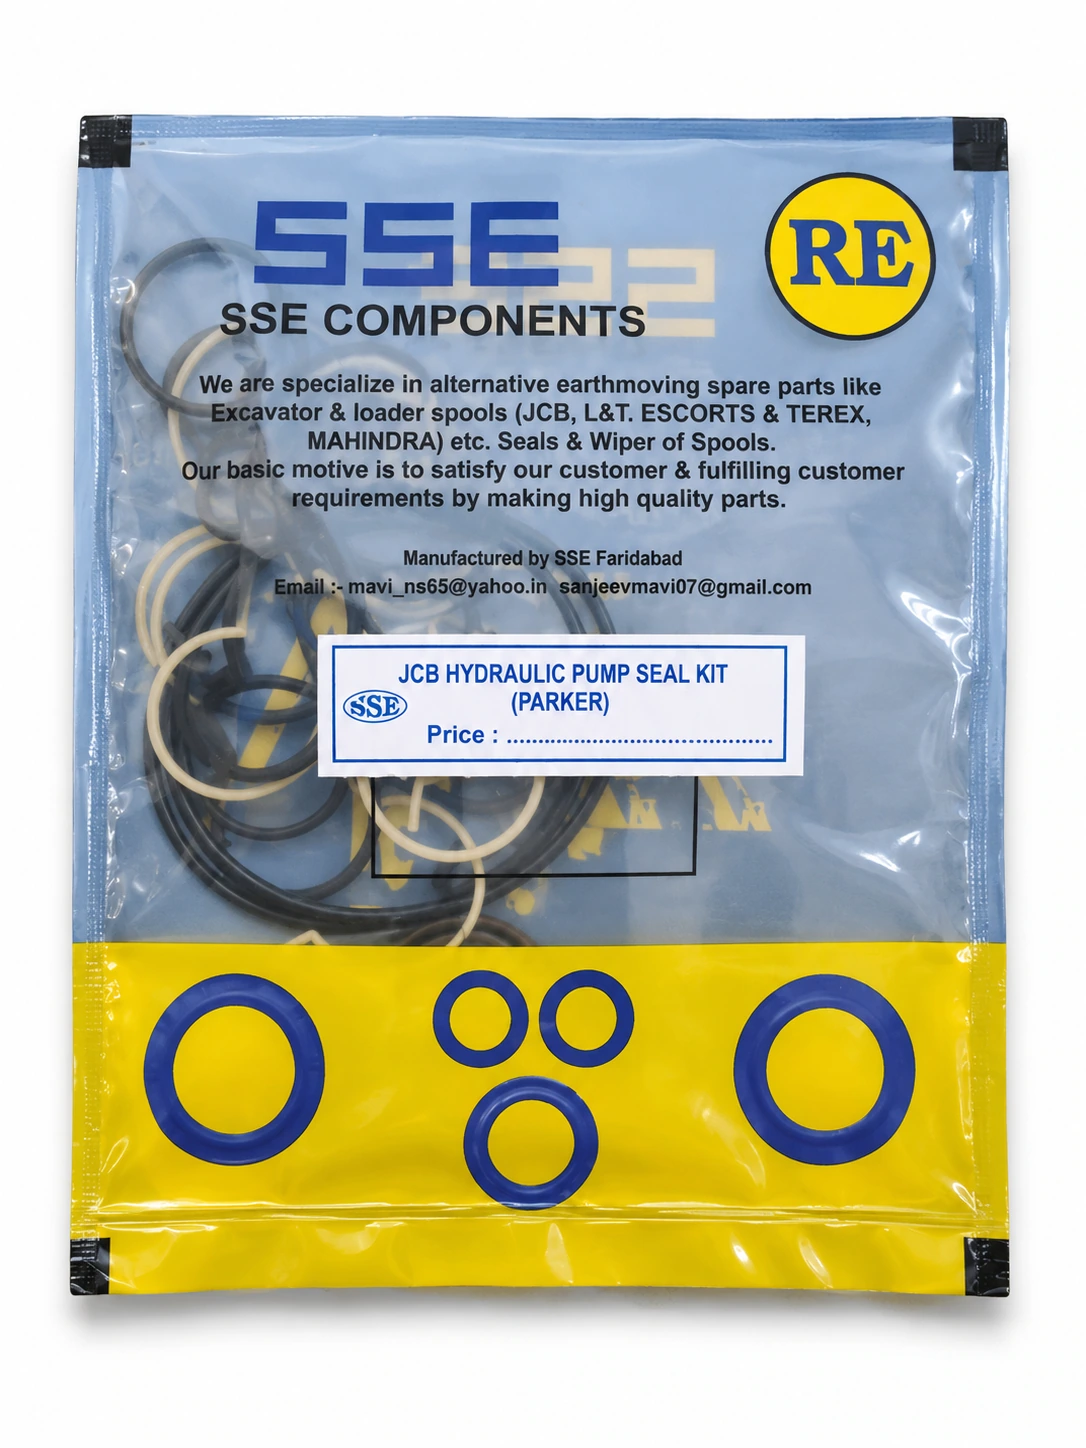 SSE
RE
SSE COMPONENTS
We are specialize in alternative earthmoving spare parts like
Excavator & loader spools (JCB, L&T. ESCORTS & TEREX,
MAHINDRA) etc. Seals & Wiper of Spools.
Our basic motive is to satisfy our customer & fulfilling customer
requirements by making high quality parts.
Manufactured by SSE Faridabad
Email :- mavi_ns65@yahoo.in sanjeevmavi07@gmail.com
JCB HYDRAULIC PUMP SEAL KIT
SSE
(PARKER)
Price : ..........................................